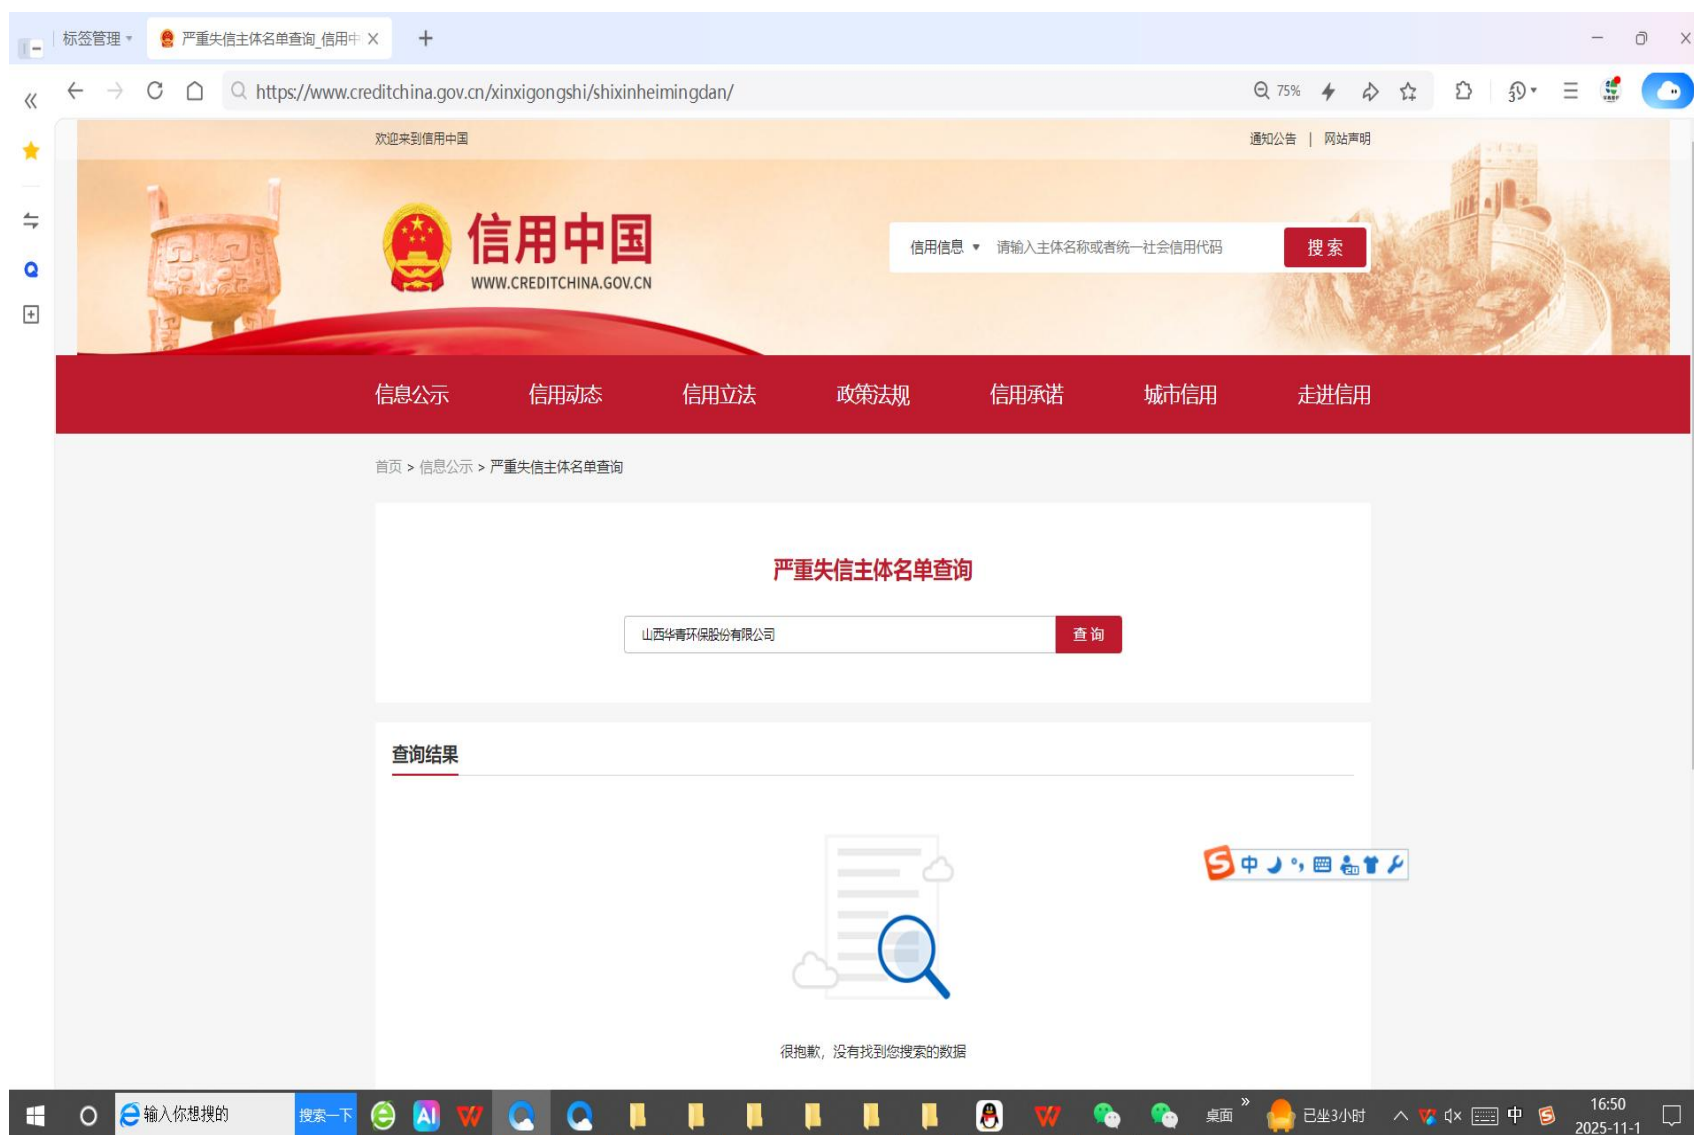 标签管理
严重失信主体名单查询_信用中
https://www.creditchina.gov.cn/xinxigongshi/shixinheimingdan/
75%
欢迎来到信用中国
通知公告 | 网站声明
信用中国
WWW.CREDITCHINA.GOV.CN
信用信息 请输入主体名称或者统一社会信用代码 搜索
信息公示 信用动态 信用立法 政策法规 信用承诺 城市信用 走进信用
首页 > 信息公示 > 严重失信主体名单查询
严重失信主体名单查询
山西华青环保股份有限公司 查询
查询结果
中
20
很抱歉，没有找到您搜索的数据
输入你想搜的 搜索一下 AI 桌面 » 已坐3小时 中 16:50
2025-11-1